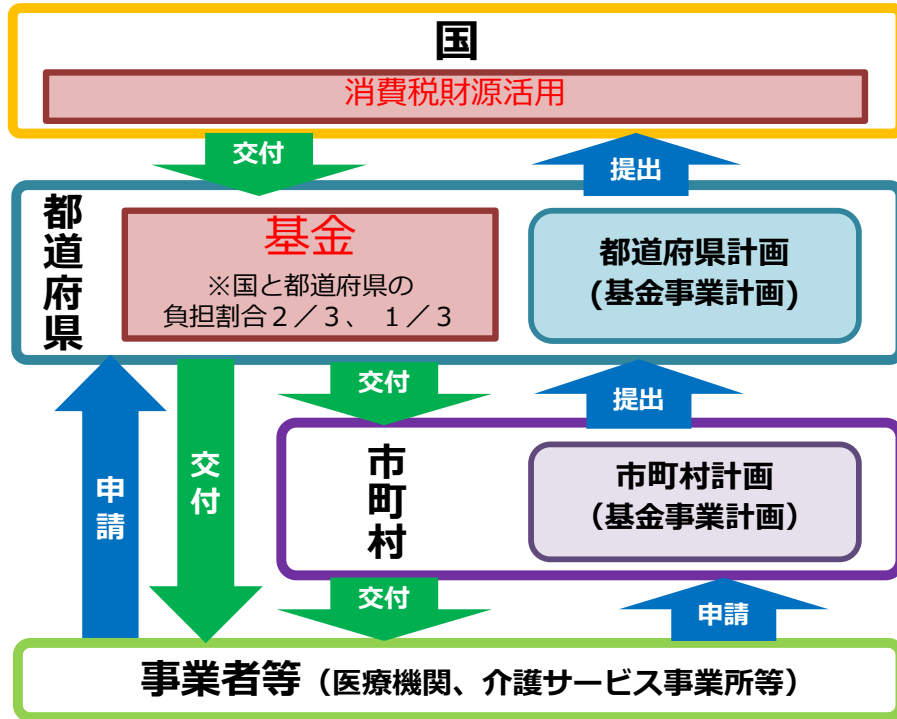 国
消費税財源活用
交付
提出
都道府県
基金
※国と都道府県の
負担割合2／3、 1／3
都道府県計画
(基金事業計画)
交付
提出
申請
交付
市町村
市町村計画
（基金事業計画）
交付
申請
事業者等（医療機関、介護サービス事業所等）